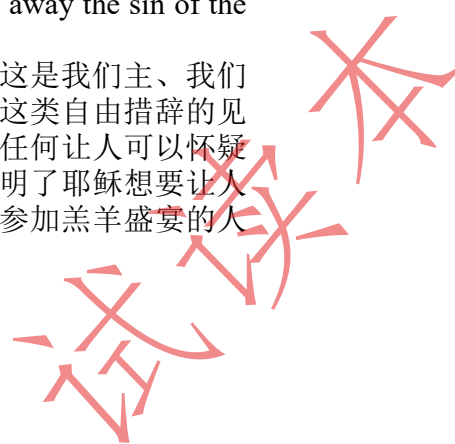 away the sin of the
这是我们主、我们
这类自由措辞的见
任何让人可以怀疑
明了耶稣想要让人
参加羔羊盛宴的人
试读本